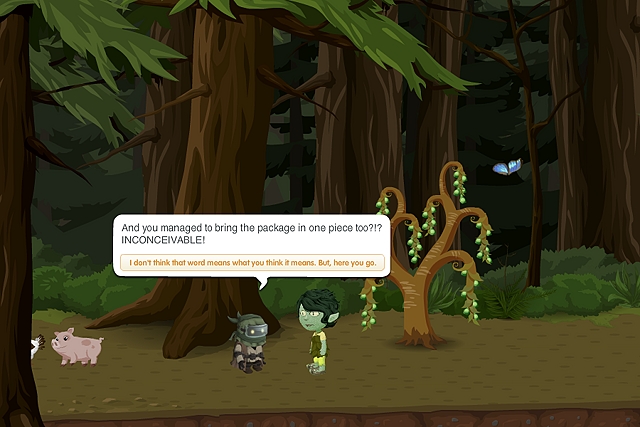 And you managed to bring the package in one piece too?!?
INCONCEIVABLE!
I don't think that word means what you think it means. But, here you go.